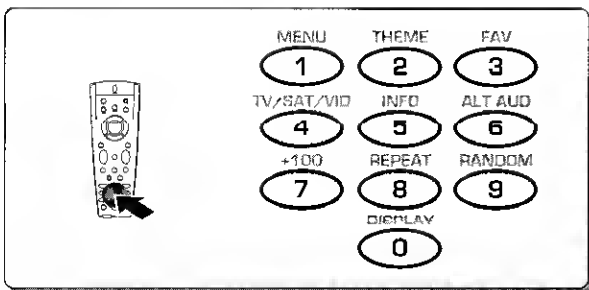 MENU THEME FAV
1 2 3
TV/SAT/VID INFO ALT AUD
4 5 6
+100 REPEAT RANDOM
7 8 9
DISPLAY
0